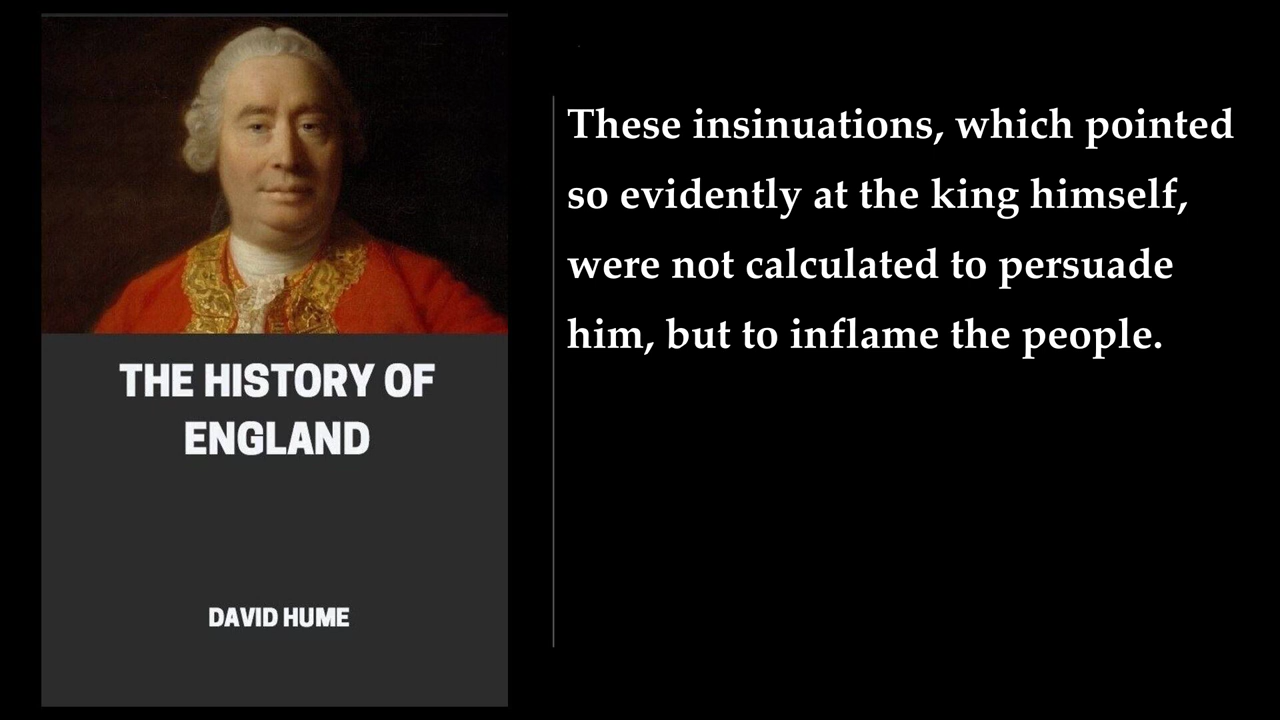 THE HISTORY OF
ENGLAND
DAVID HUME
These insinuations, which pointed
so evidently at the king himself,
were not calculated to persuade
him, but to inflame the people.